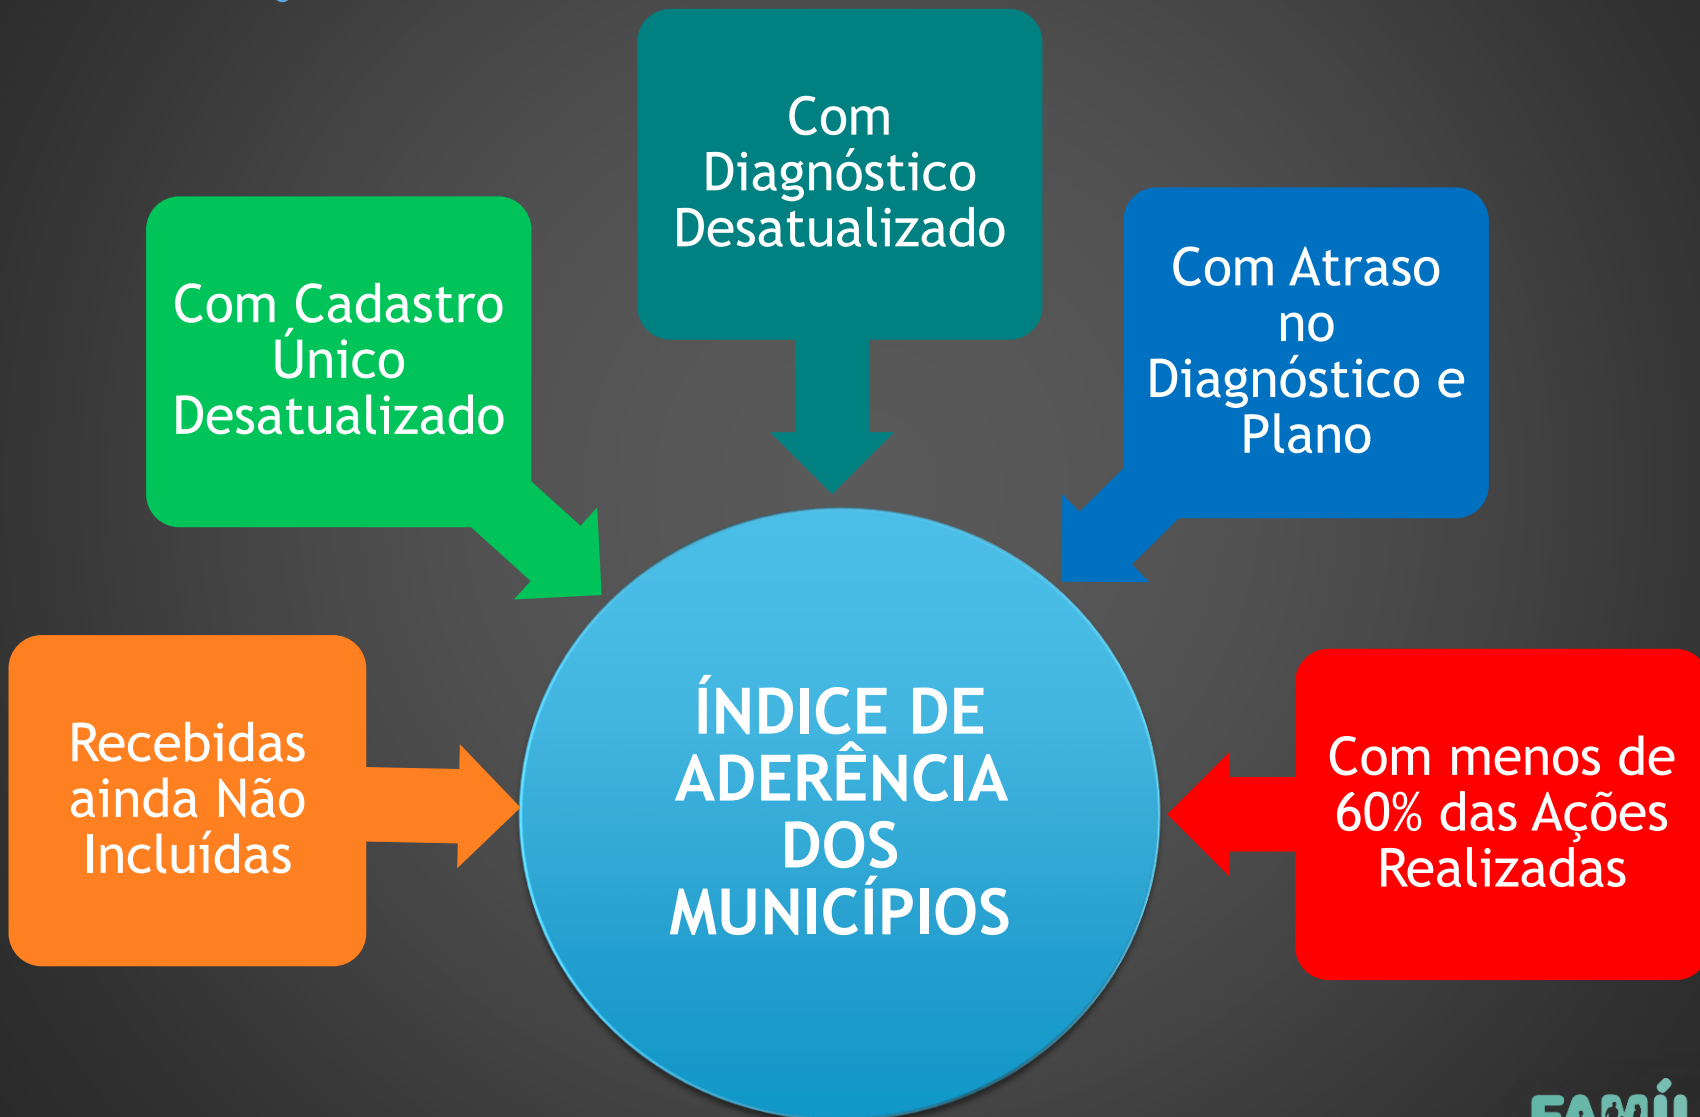 Com
Diagnóstico
Desatualizado
Com Cadastro
Único
Desatualizado
Com Atraso
no
Diagnóstico e
Plano
Recebidas
ainda Não
Incluídas
ÍNDICE DE
ADERÊNCIA
DOS
MUNICÍPIOS
Com menos de
60% das Ações
Realizadas